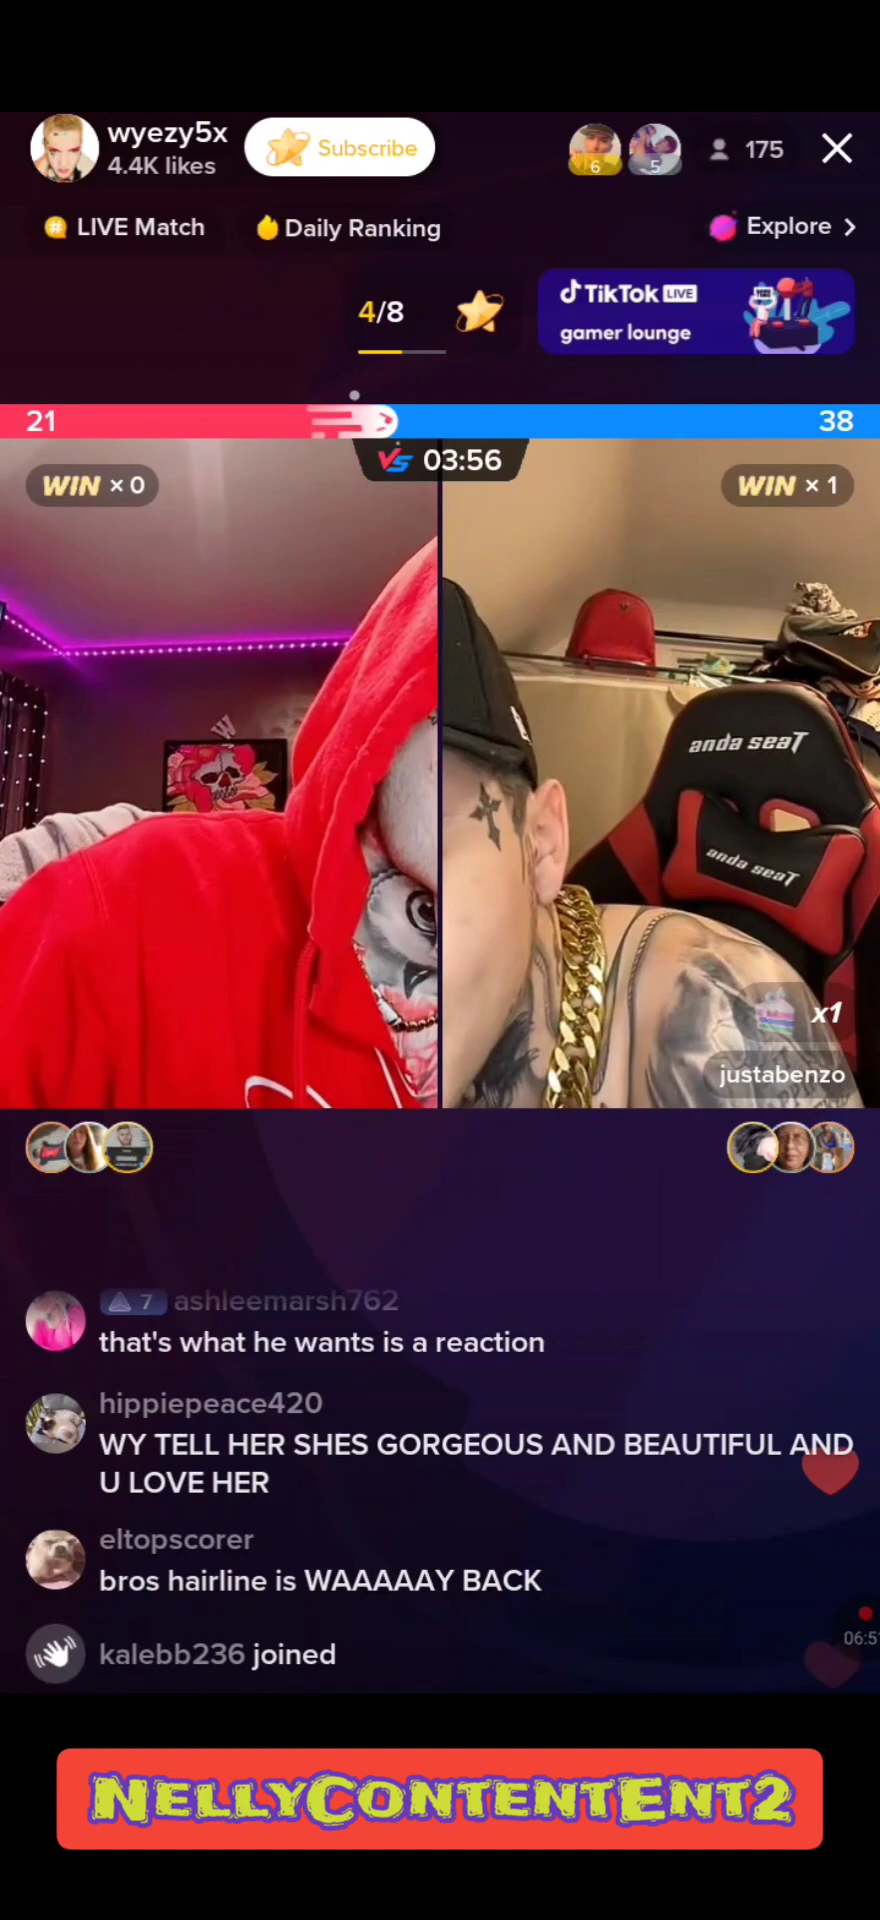 wyezy5x
4.4K likes
Subscribe
6
5
175
LIVE Match
Daily Ranking
Explore
4/8
TikTok LIVE
gamer lounge
21
38
VS 03:56
WIN × 0
WIN × 1
W
anda seaT
anda seaT
x1
justabenzo
7 ashleemarsh762
that's what he wants is a reaction
hippiepeace420
WY TELL HER SHES GORGEOUS AND BEAUTIFUL AND
U LOVE HER
eltopscorer
bros hairline is WAAAAAY BACK
kalebb236 joined
NELLYCONTENTENT2